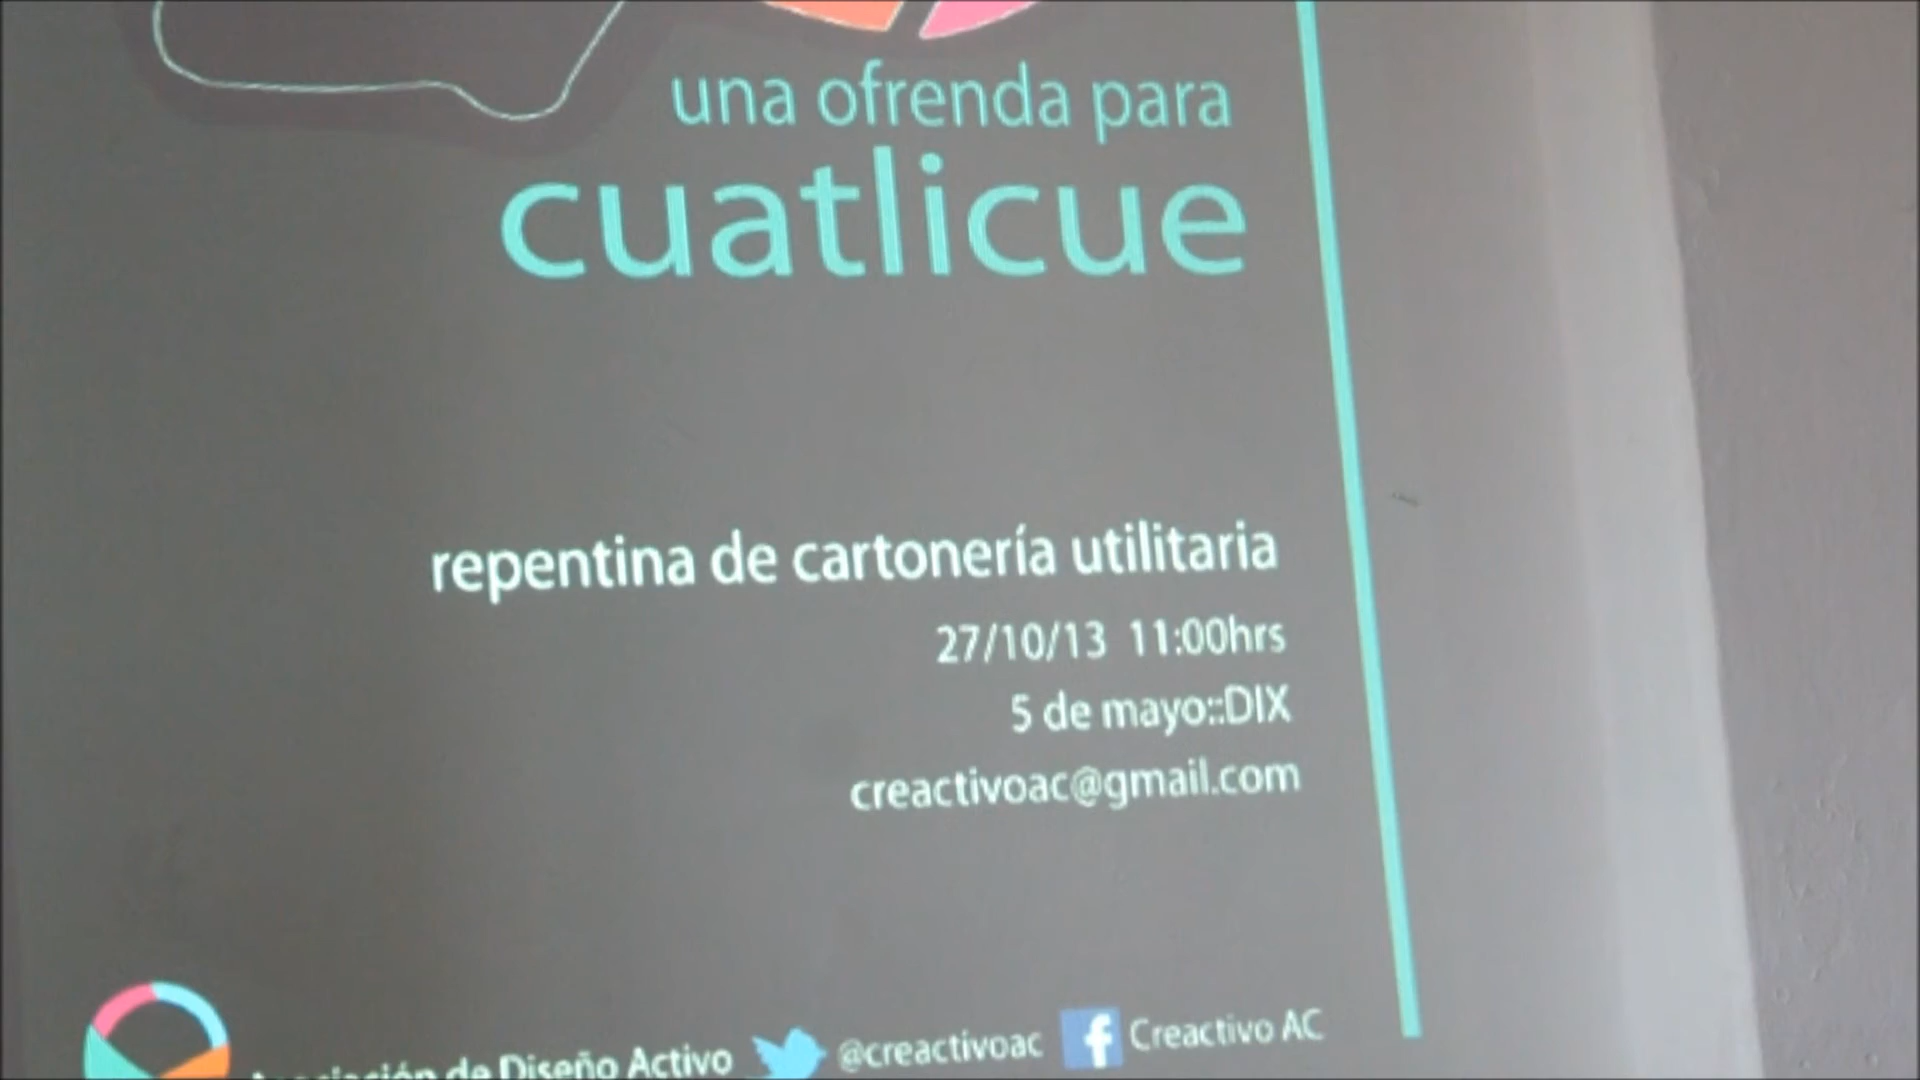 una ofrenda para
cuatlicue
repentina de cartonería utilitaria
27/10/13 11:00hrs
5 de mayo::DIX
creactivoac@gmail.com
Asociación de Diseño Activo @creactivoac f Creactivo AC